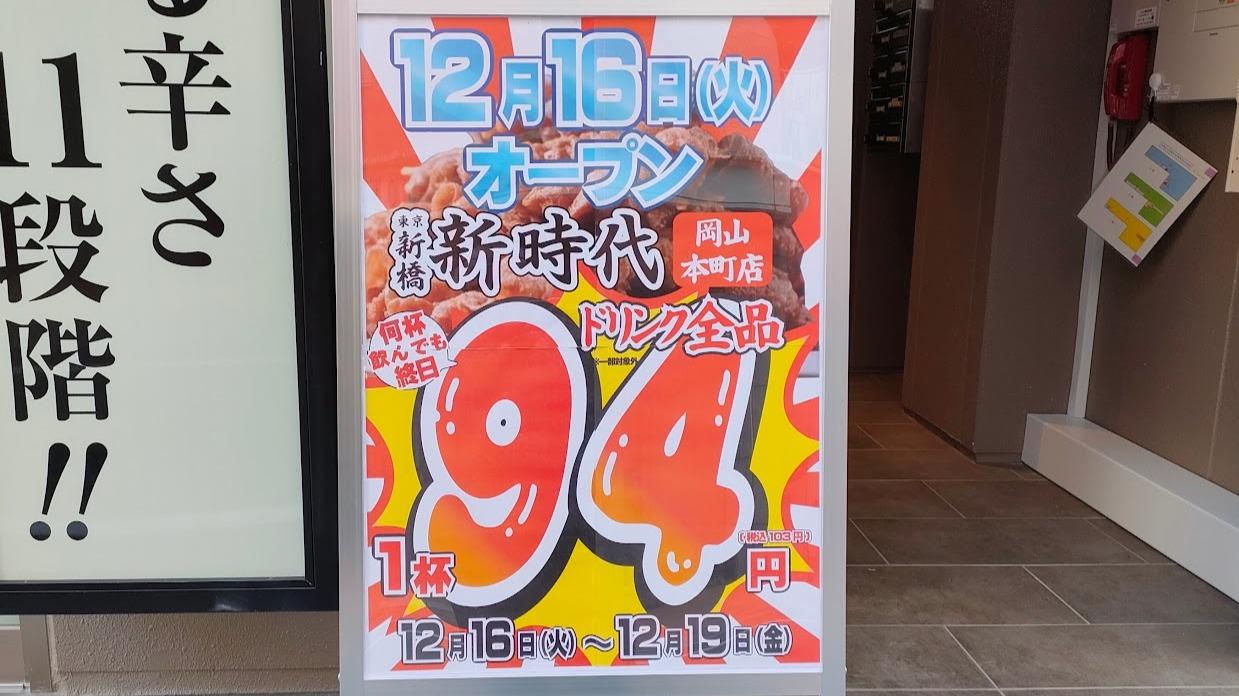 12月16日(火)
オープン
東京
新橋
新時代
岡山
本町店
ドリンク全品
※一部対象外
何杯
飲んでも
終日
94
1杯
円
(税込103円)
12月16日(火)～12月19日(金)
る辛さ
11段階!!